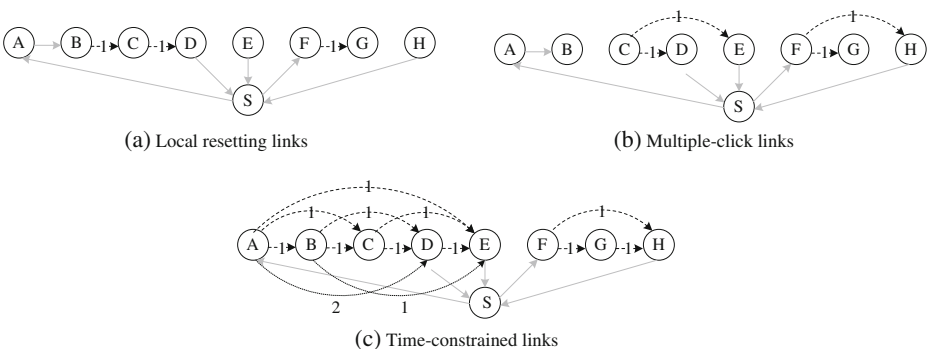 A B 1 C 1 D E F 1 G H
S
(a) Local resetting links
1 1
A B C 1 D E F 1 G H
S
(b) Multiple-click links
1
1 1 1 1
A 1 B 1 C 1 D 1 E F 1 G 1 H
S
2 1
(c) Time-constrained links